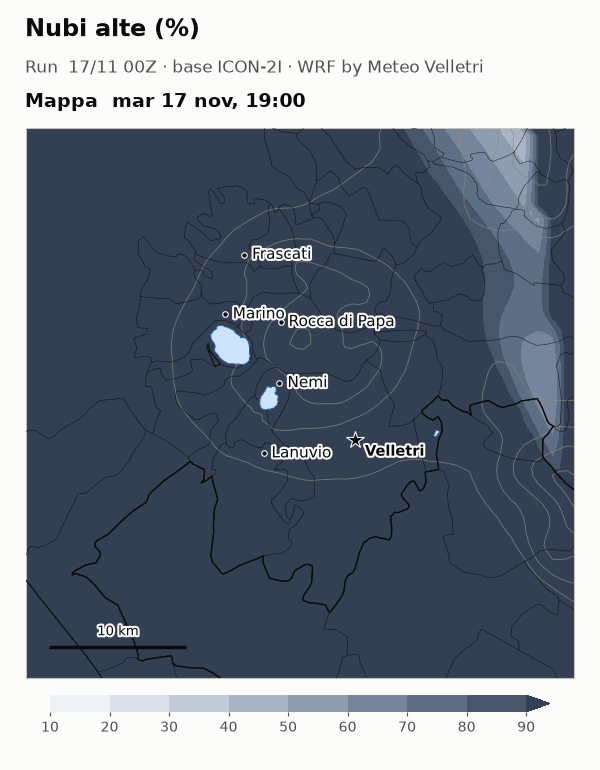 Nubi alte (%)
Run  17/11 00Z · base ICON-2I · WRF by Meteo Velletri
Mappa  mar 17 nov, 19:00
Frascati
Marino
Rocca di Papa
Nemi
Velletri
Lanuvio
10 km
10 20 30 40 50 60 70 80 90